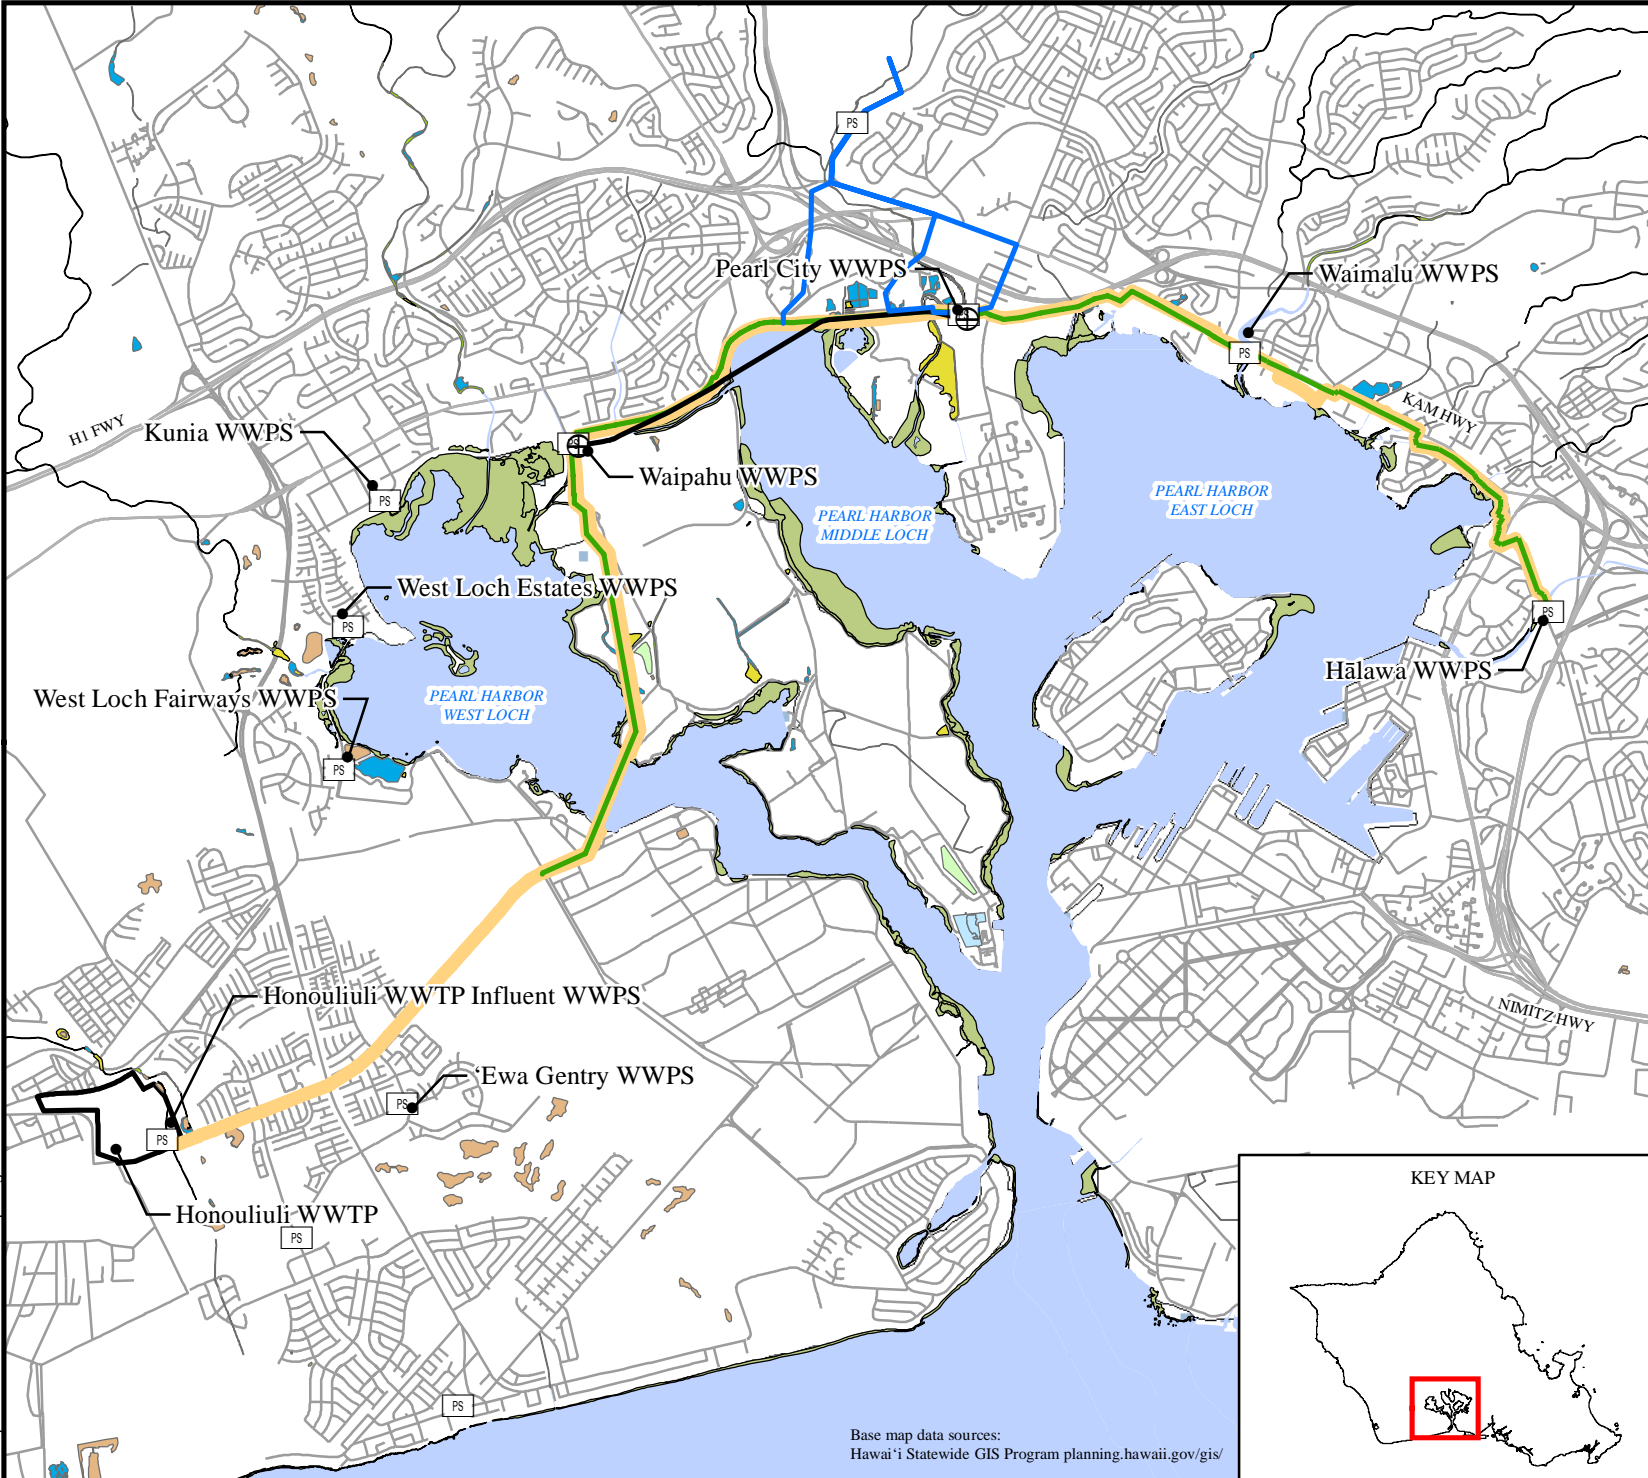 PS
Pearl City WWPS
Waimalu WWPS
PS
PS
H1 FWY
Kunia WWPS
KAM HWY
PS
Waipahu WWPS
PS
PEARL HARBOR
EAST LOCH
PEARL HARBOR
MIDDLE LOCH
West Loch Estates WWPS
PS
PS
Hālawa WWPS
West Loch Fairways WWPS
PEARL HARBOR
WEST LOCH
PS
Honouliuli WWTP Influent WWPS
NIMITZ HWY
ʻEwa Gentry WWPS
PS
PS
Honouliuli WWTP
PS
PS
KEY MAP
Base map data sources:
Hawaiʻi Statewide GIS Program planning.hawaii.gov/gis/